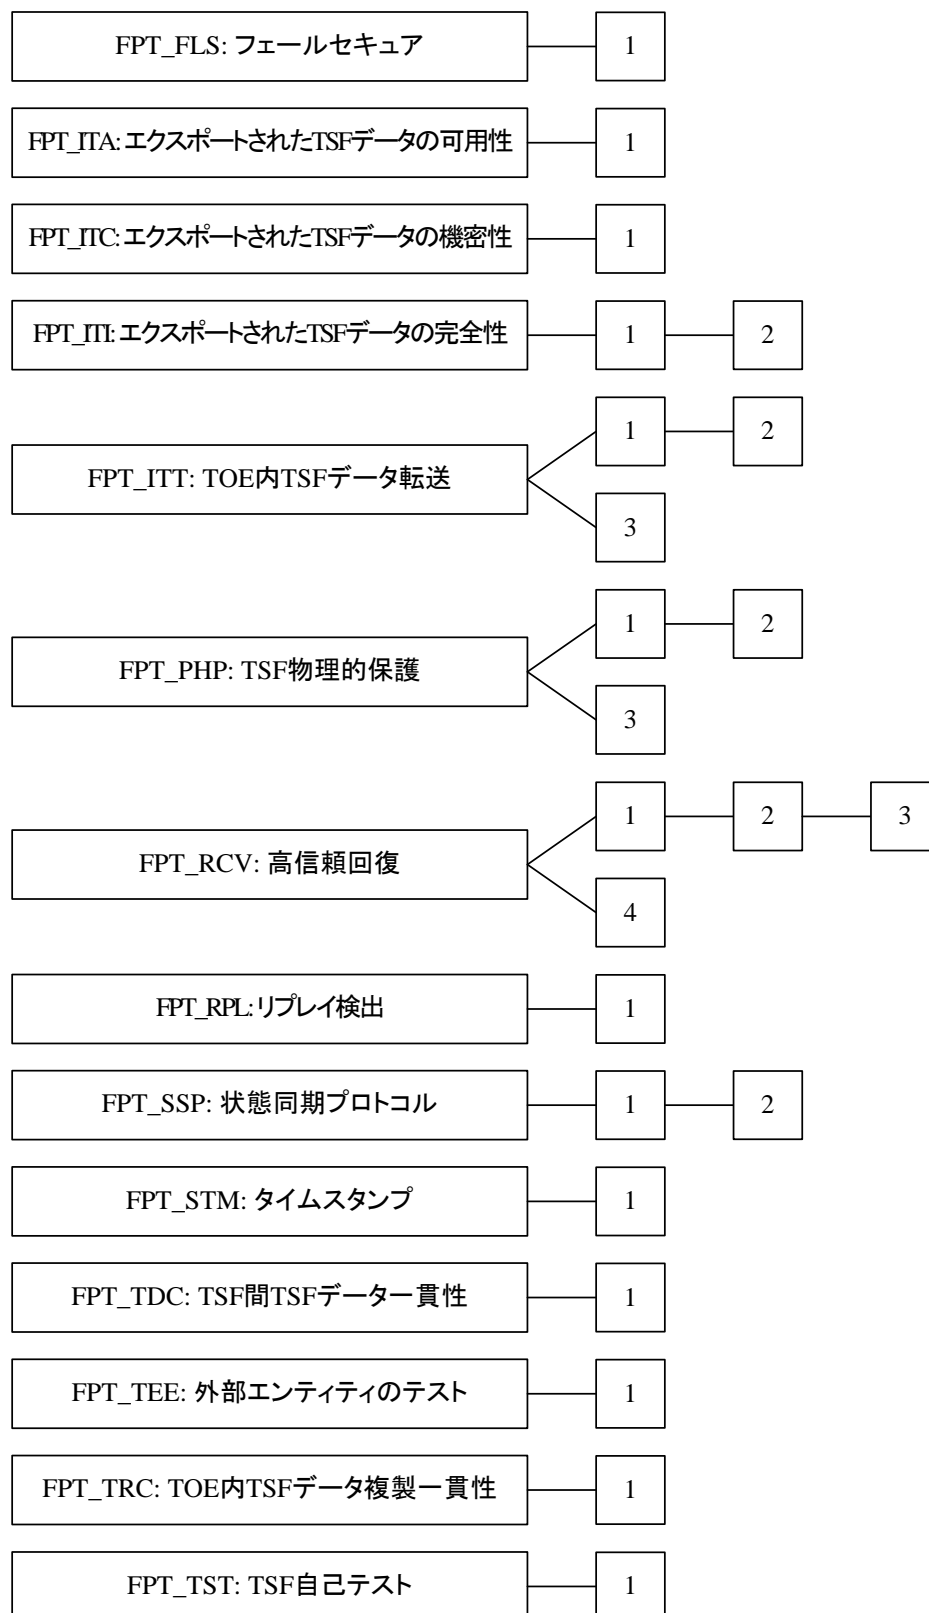 FPT_FLS: フェールセキュア 1
FPT_ITA: エクスポートされたTSFデータの可用性 1
FPT_ITC: エクスポートされたTSFデータの機密性 1
FPT_ITI: エクスポートされたTSFデータの完全性 1 2
1 2
FPT_ITT: TOE内TSFデータ転送
3
1 2
FPT_PHP: TSF物理的保護
3
1 2 3
FPT_RCV: 高信頼回復
4
FPT_RPL: リプレイ検出 1
FPT_SSP: 状態同期プロトコル 1 2
FPT_STM: タイムスタンプ 1
FPT_TDC: TSF間TSFデータ一貫性 1
FPT_TEE: 外部エンティティのテスト 1
FPT_TRC: TOE内TSFデータ複製一貫性 1
FPT_TST: TSF自己テスト 1